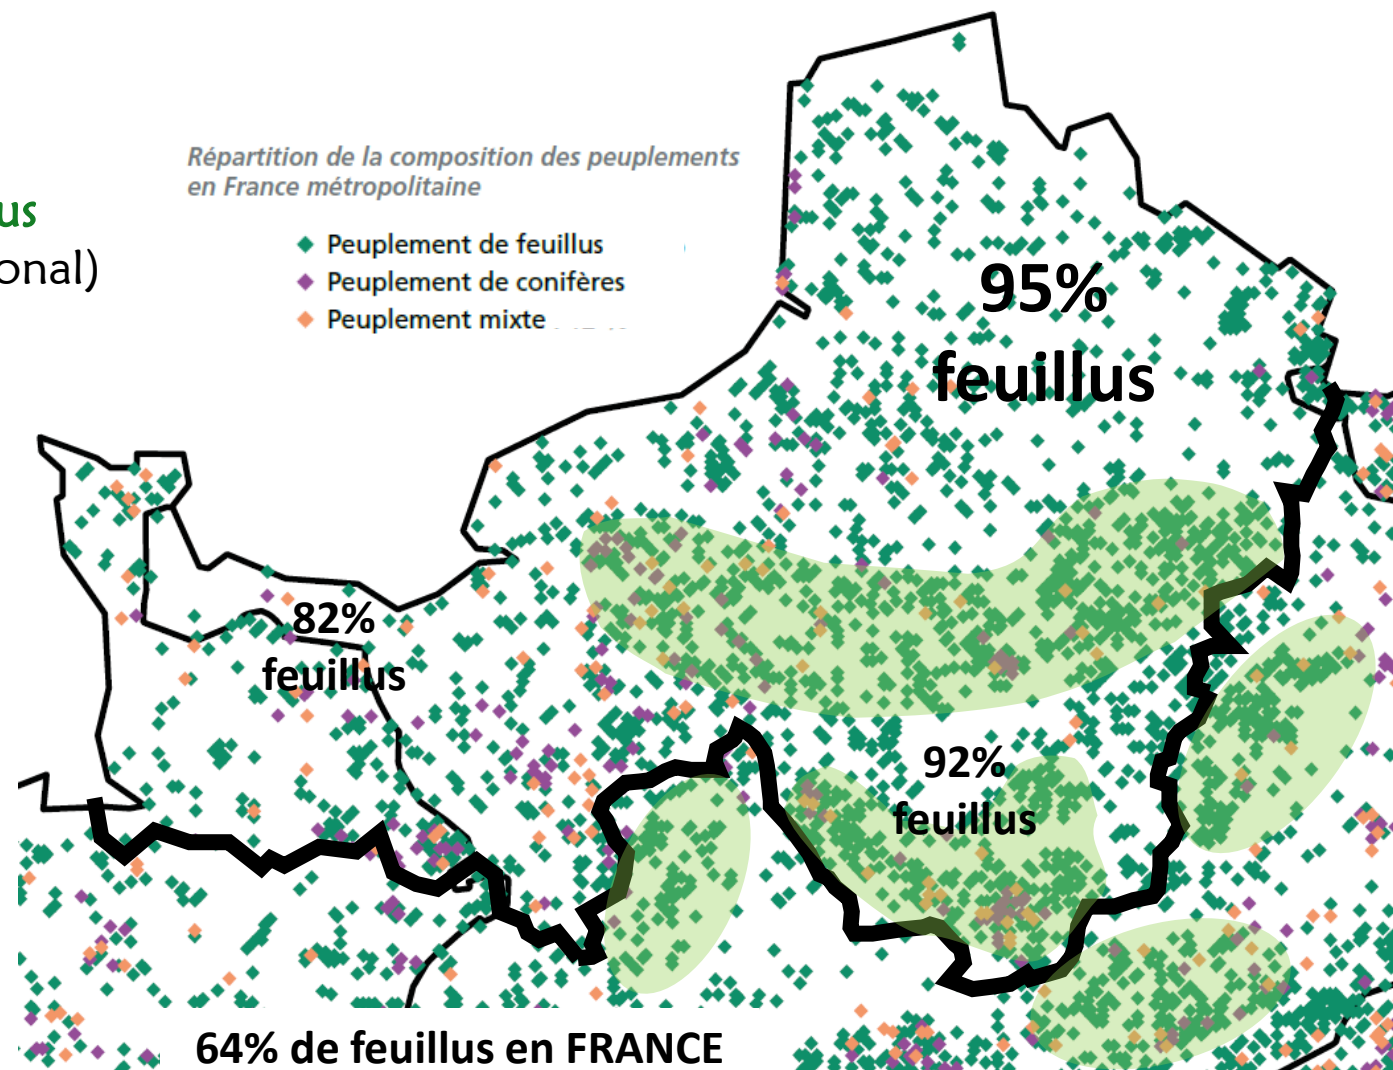 Répartition de la composition des peuplements
en France métropolitaine
us
onal)
Peuplement de feuillus
Peuplement de conifères
Peuplement mixte
95%
feuillus
82%
feuillus
92%
feuillus
64% de feuillus en FRANCE